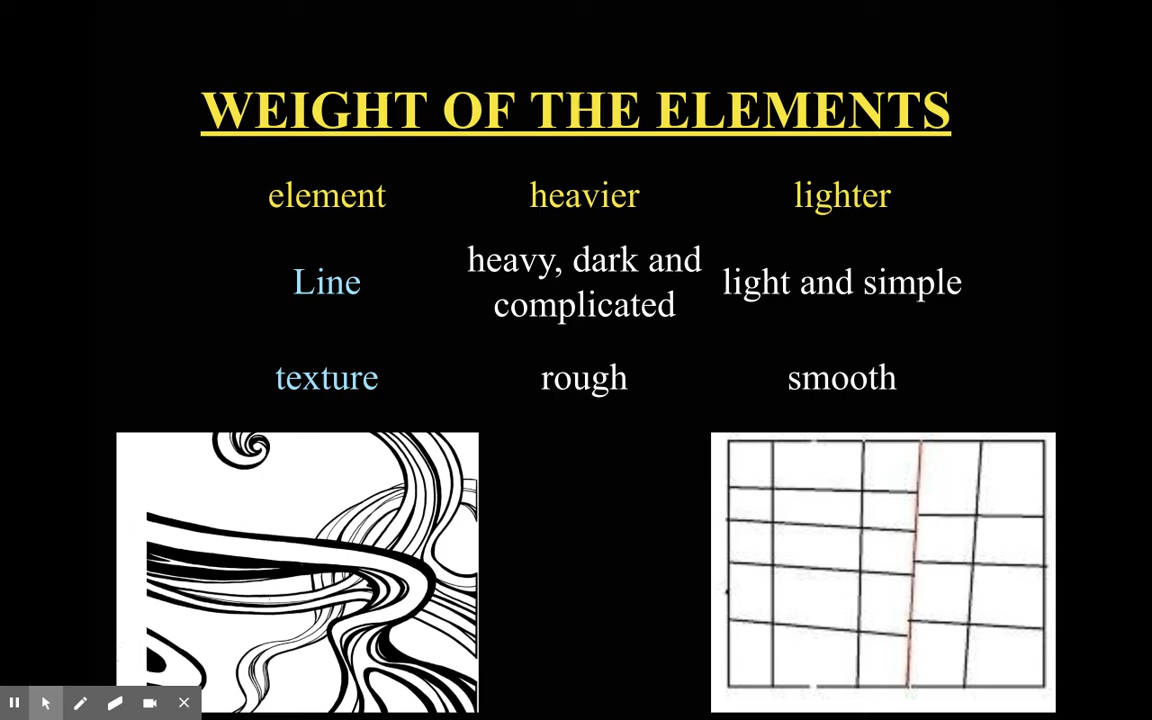 WEIGHT OF THE ELEMENTS
element heavier lighter
Line heavy, dark and complicated light and simple
texture rough smooth